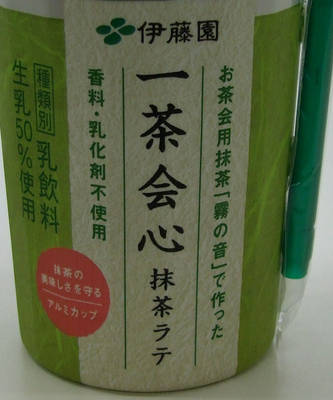 伊藤園
お茶会用抹茶「霧の音」で作った
一茶会心 抹茶ラテ
香料・乳化剤不使用
種類別 乳飲料
生乳50%使用
抹茶の
美味しさを守る
アルミカップ